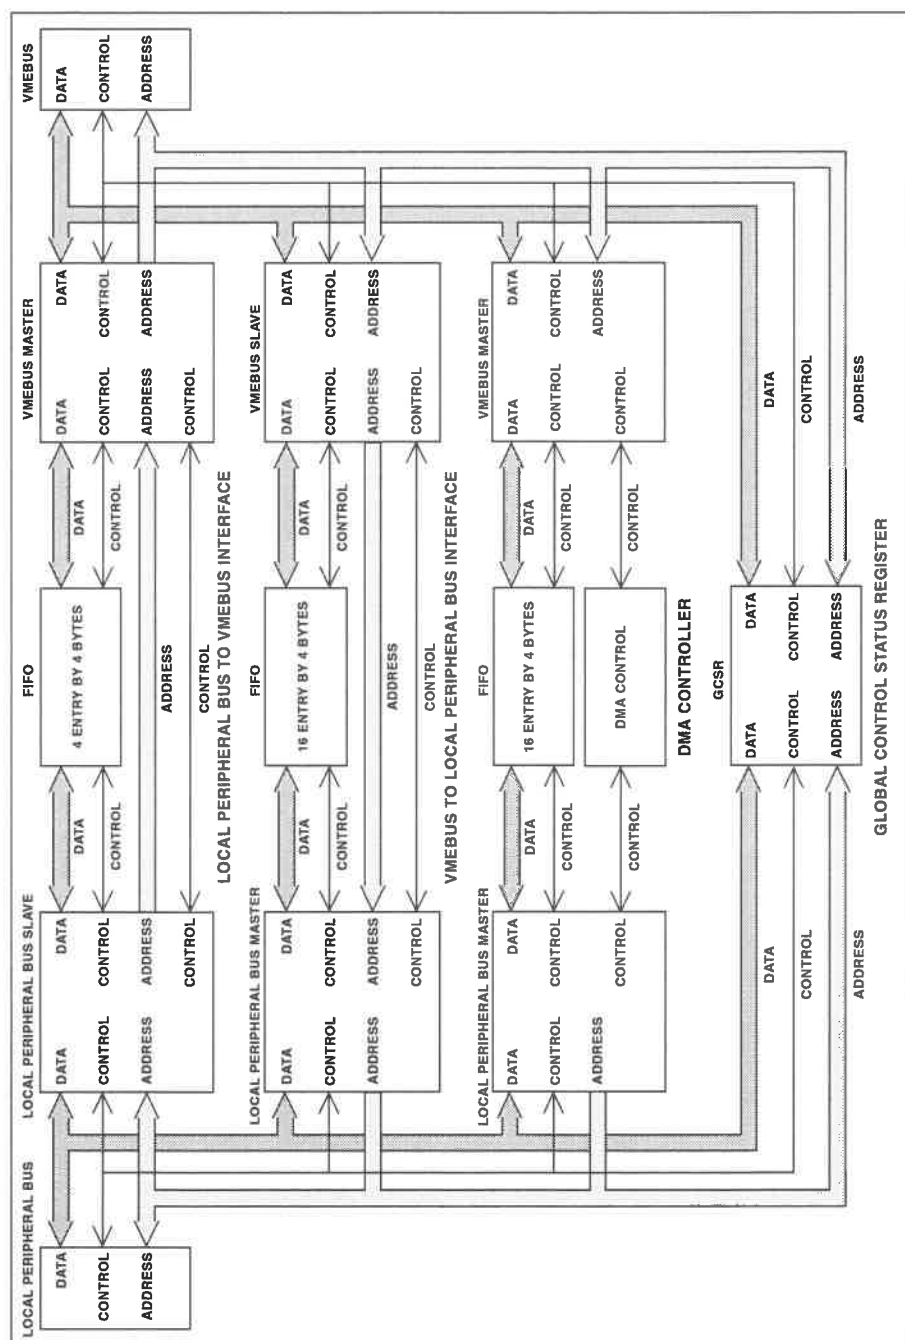 LOCAL PERIPHERAL BUS
LOCAL PERIPHERAL BUS SLAVE
FIFO
VMEBUS MASTER
VMEBUS
DATA
DATA
DATA
DATA
DATA
DATA
4 ENTRY BY 4 BYTES
DATA
DATA
CONTROL
CONTROL
CONTROL
CONTROL
CONTROL
CONTROL
CONTROL
CONTROL
ADDRESS
ADDRESS
ADDRESS
ADDRESS
ADDRESS
ADDRESS
ADDRESS
CONTROL
CONTROL
CONTROL
LOCAL PERIPHERAL BUS TO VMEBUS INTERFACE
LOCAL PERIPHERAL BUS MASTER
FIFO
VMEBUS SLAVE
DATA
DATA
DATA
DATA
16 ENTRY BY 4 BYTES
DATA
DATA
CONTROL
CONTROL
CONTROL
CONTROL
CONTROL
CONTROL
ADDRESS
ADDRESS
ADDRESS
ADDRESS
ADDRESS
CONTROL
CONTROL
CONTROL
VMEBUS TO LOCAL PERIPHERAL BUS INTERFACE
LOCAL PERIPHERAL BUS MASTER
FIFO
VMEBUS MASTER
DATA
DATA
DATA
DATA
16 ENTRY BY 4 BYTES
DATA
DATA
CONTROL
CONTROL
CONTROL
CONTROL
CONTROL
CONTROL
ADDRESS
CONTROL
DMA CONTROL
CONTROL
ADDRESS
DMA CONTROLLER
GCSR
DATA
DATA
DATA
DATA
CONTROL
CONTROL
CONTROL
CONTROL
ADDRESS
ADDRESS
ADDRESS
ADDRESS
GLOBAL CONTROL STATUS REGISTER